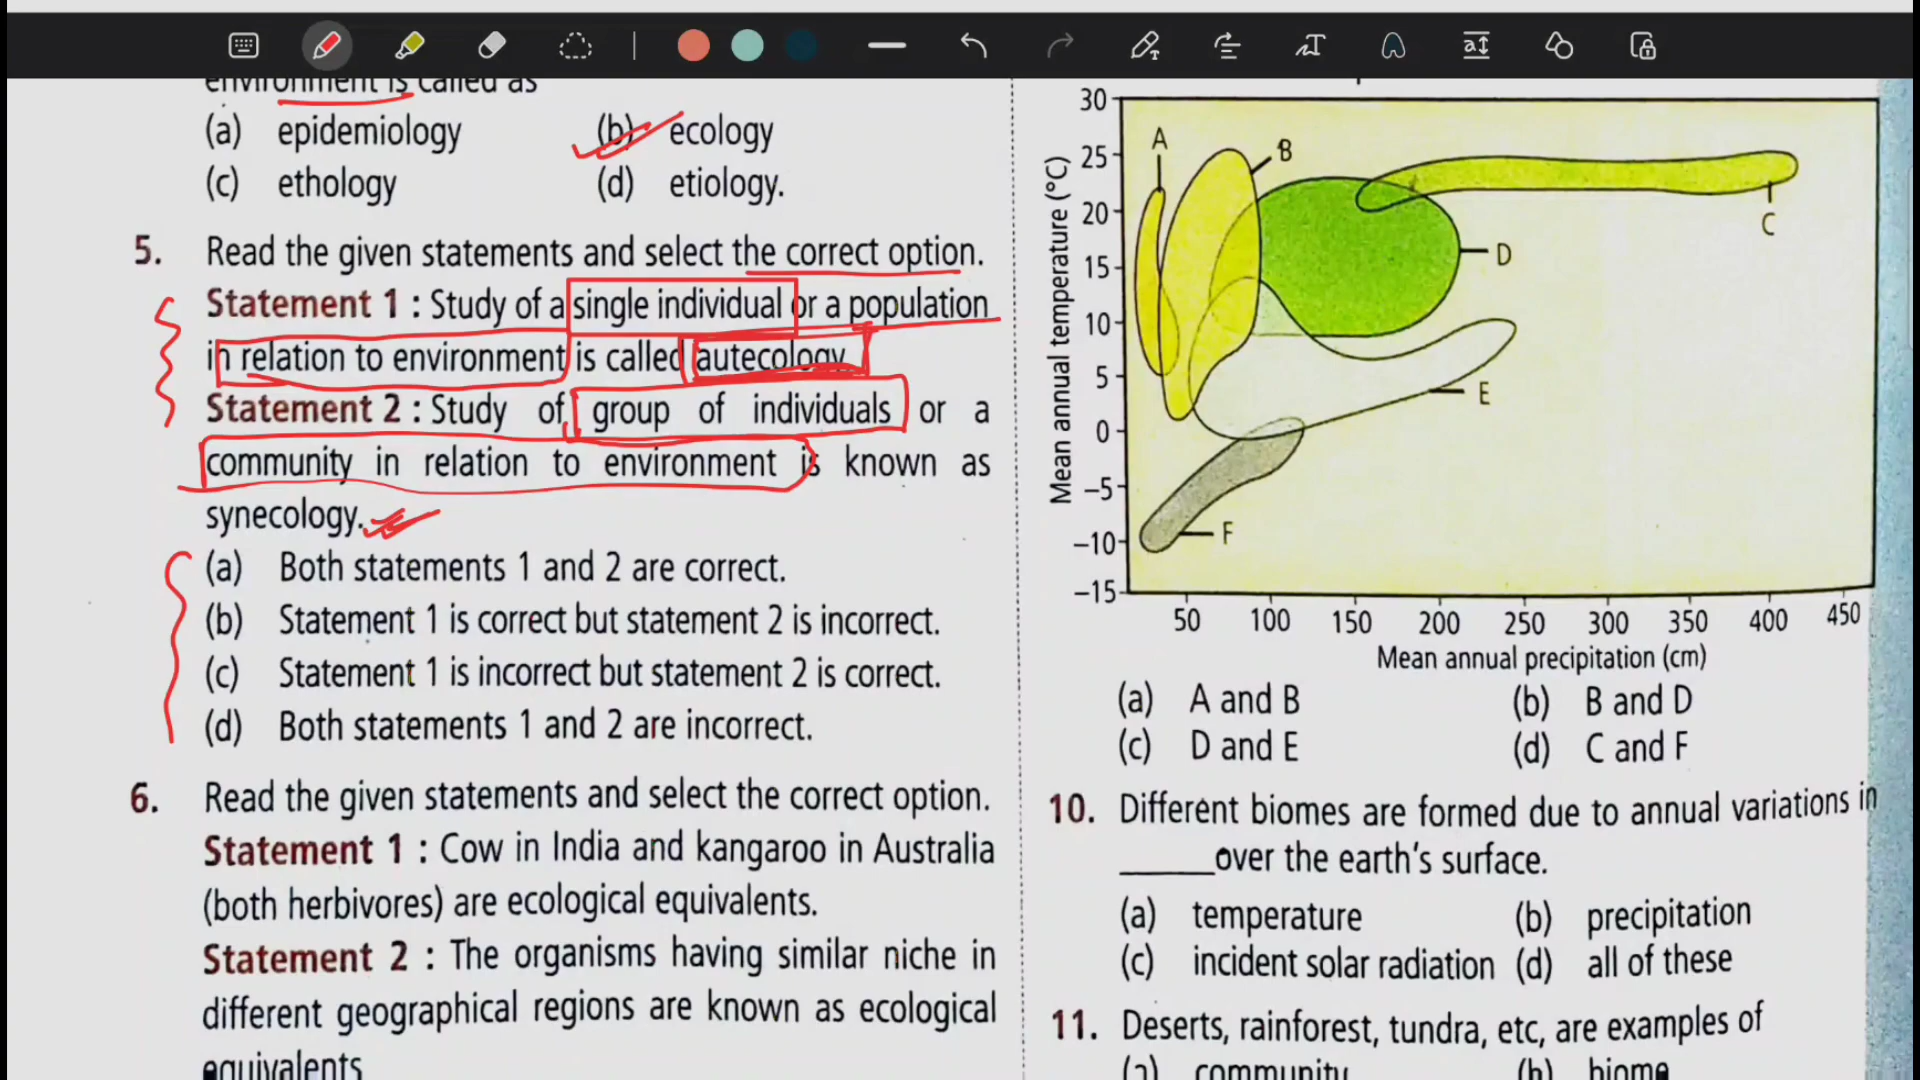 environment is called as
(a) epidemiology (b) ecology
(c) ethology (d) etiology.
5. Read the given statements and select the correct option.
Statement 1 : Study of a single individual or a population
in relation to environment is called autecology.
Statement 2 : Study of group of individuals or a
community in relation to environment is known as
synecology.
(a) Both statements 1 and 2 are correct.
(b) Statement 1 is correct but statement 2 is incorrect.
(c) Statement 1 is incorrect but statement 2 is correct.
(d) Both statements 1 and 2 are incorrect.
6. Read the given statements and select the correct option.
Statement 1 : Cow in India and kangaroo in Australia
(both herbivores) are ecological equivalents.
Statement 2 : The organisms having similar niche in
different geographical regions are known as ecological
equivalents
Mean annual temperature (°C)
30
25
20
15
10
5
0
−5
−10
−15
A
B
C
D
E
F
50 100 150 200 250 300 350 400 450
Mean annual precipitation (cm)
(a) A and B (b) B and D
(c) D and E (d) C and F
10. Different biomes are formed due to annual variations in
______over the earth's surface.
(a) temperature (b) precipitation
(c) incident solar radiation (d) all of these
11. Deserts, rainforest, tundra, etc, are examples of
(a) community (b) biome